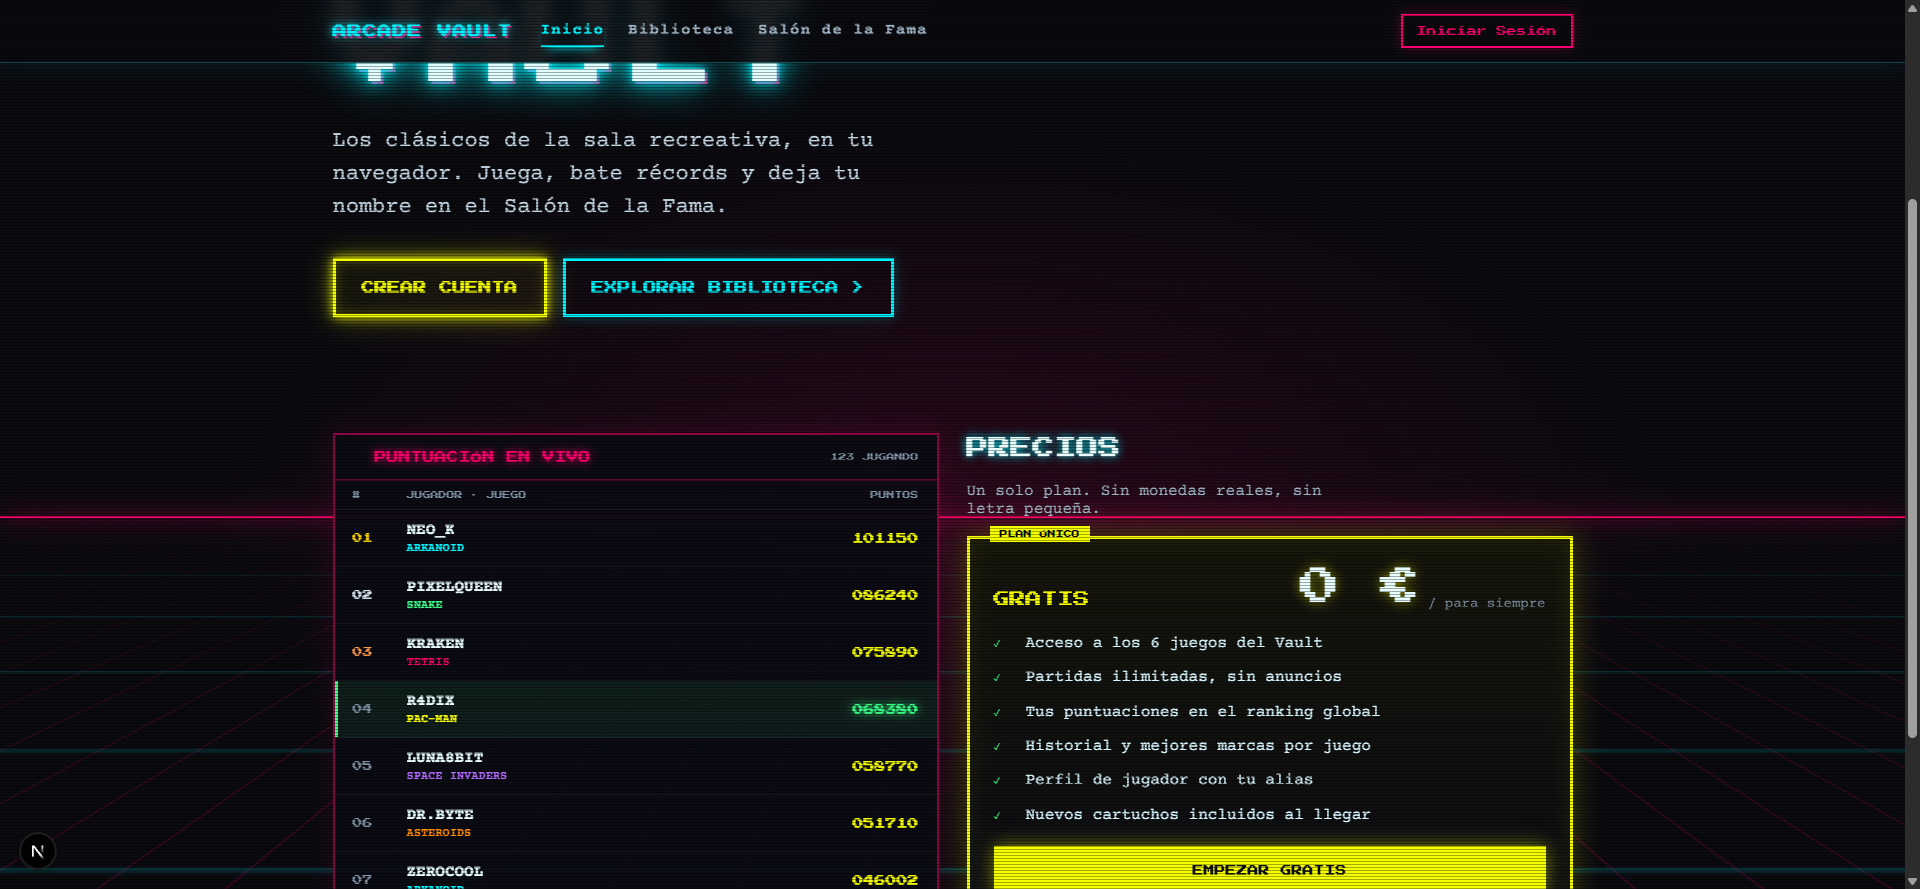 ARCADE VAULT
Inicio
Biblioteca
Salón de la Fama
Iniciar Sesión
Los clásicos de la sala recreativa, en tu
navegador. Juega, bate récords y deja tu
nombre en el Salón de la Fama.
CREAR CUENTA
EXPLORAR BIBLIOTECA >
PUNTUACIóN EN VIVO
123 JUGANDO
# JUGADOR · JUEGO PUNTOS
01 NEO_K 101150
ARKANOID
02 PIXELQUEEN 086240
SNAKE
03 KRAKEN 075890
TETRIS
04 R4DIX 068380
PAC-MAN
05 LUNA8BIT 058770
SPACE INVADERS
06 DR.BYTE 051710
ASTEROIDS
07 ZEROCOOL 046002
PRECIOS
Un solo plan. Sin monedas reales, sin
letra pequeña.
PLAN úNICO
GRATIS
0 € / para siempre
✓ Acceso a los 6 juegos del Vault
✓ Partidas ilimitadas, sin anuncios
✓ Tus puntuaciones en el ranking global
✓ Historial y mejores marcas por juego
✓ Perfil de jugador con tu alias
✓ Nuevos cartuchos incluidos al llegar
EMPEZAR GRATIS
N